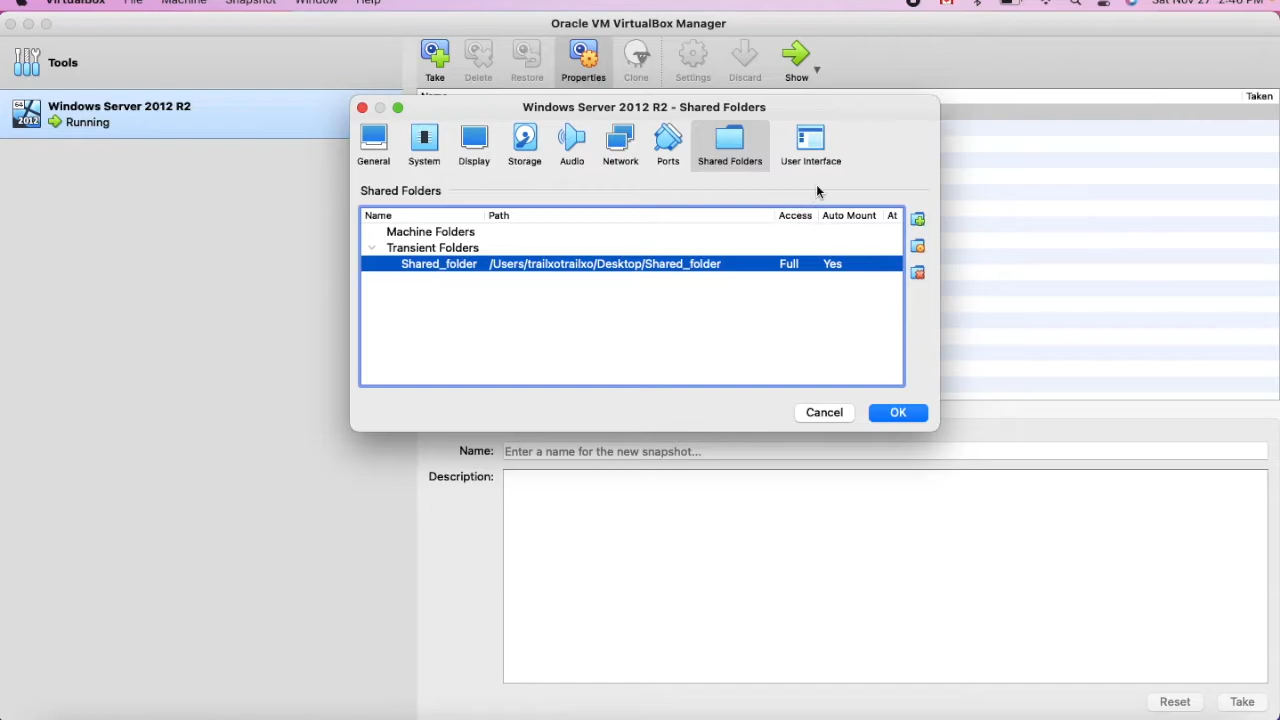 VirtualBox File Machine Snapshot Window Help Sat Nov 27 2:46 PM
Oracle VM VirtualBox Manager
Tools
Take Delete Restore Properties Clone Settings Discard Show
Name Taken
64 2012
Windows Server 2012 R2
Running
Windows Server 2012 R2 - Shared Folders
General System Display Storage Audio Network Ports Shared Folders User Interface
Shared Folders
Name Path Access Auto Mount At
Machine Folders
Transient Folders
Shared_folder /Users/trailxotrailxo/Desktop/Shared_folder Full Yes
Cancel OK
Name: Enter a name for the new snapshot...
Description:
Reset Take